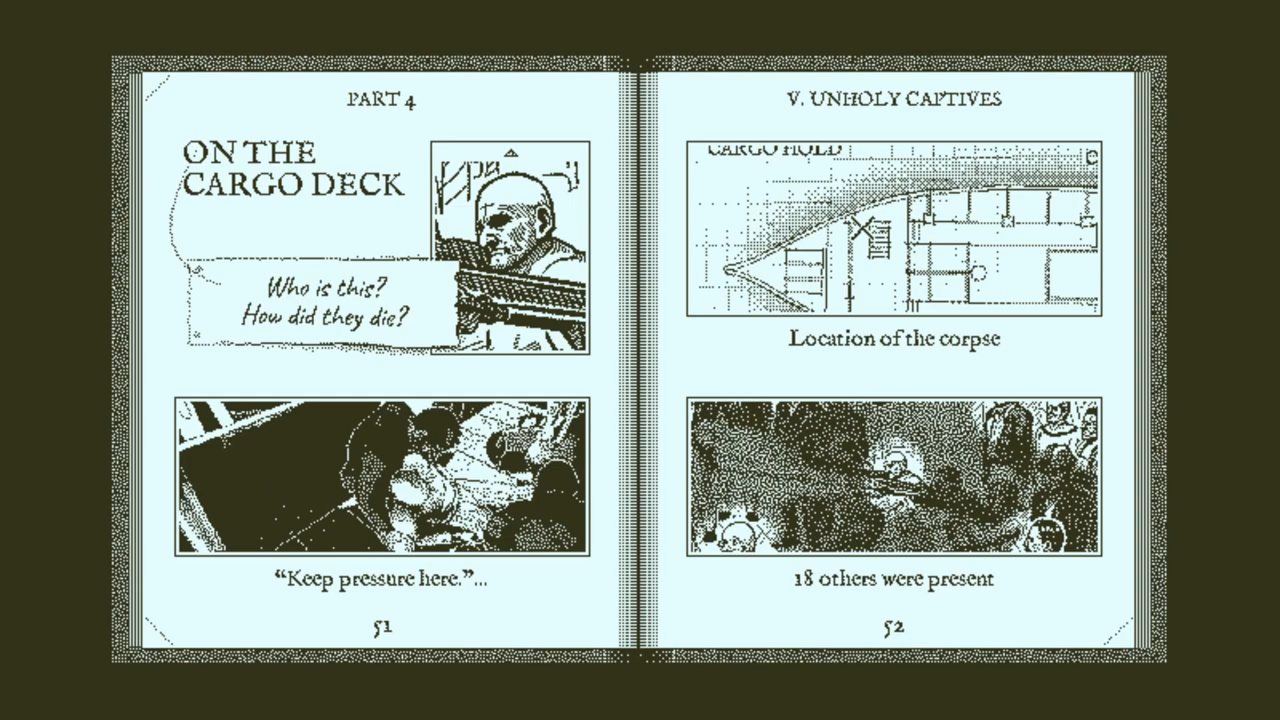 PART 4
ON THE
CARGO DECK
Who is this?
How did they die?
“Keep pressure here.”...
51
V. UNHOLY CAPTIVES
CARGO HOLD
Location of the corpse
18 others were present
52